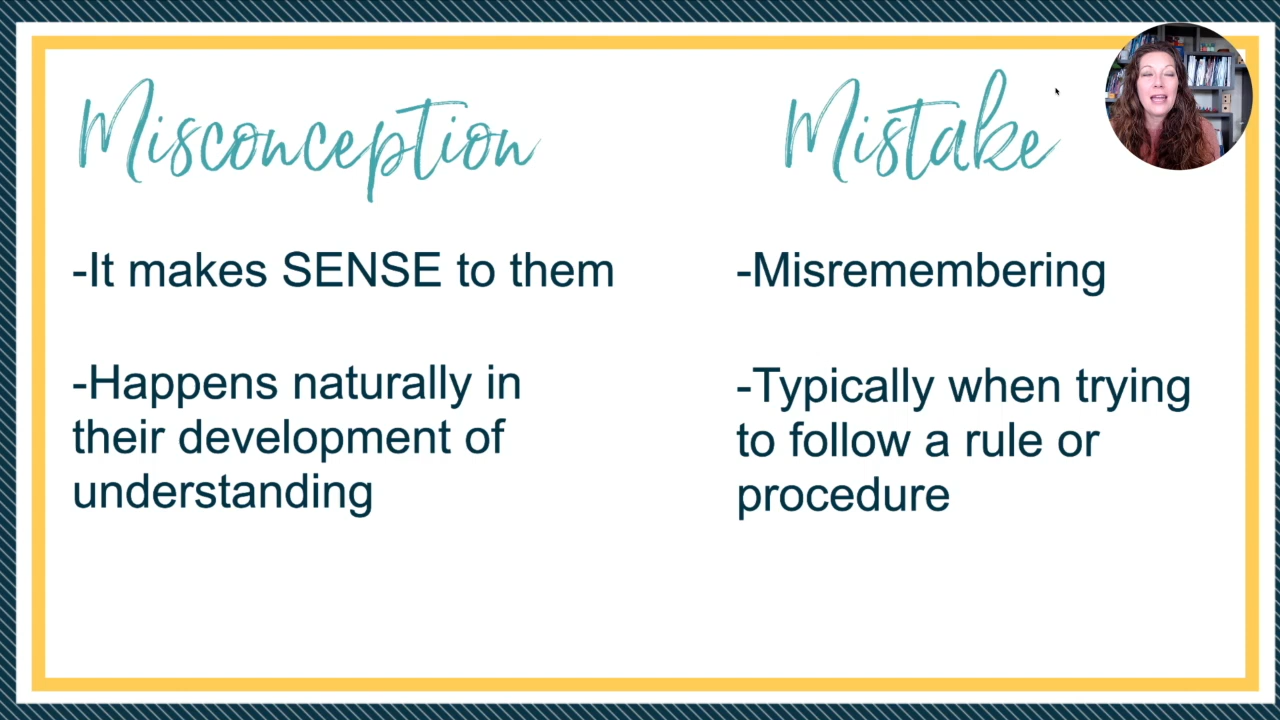 Misconception
-It makes SENSE to them
-Happens naturally in
their development of
understanding
Mistake
-Misremembering
-Typically when trying
to follow a rule or
procedure